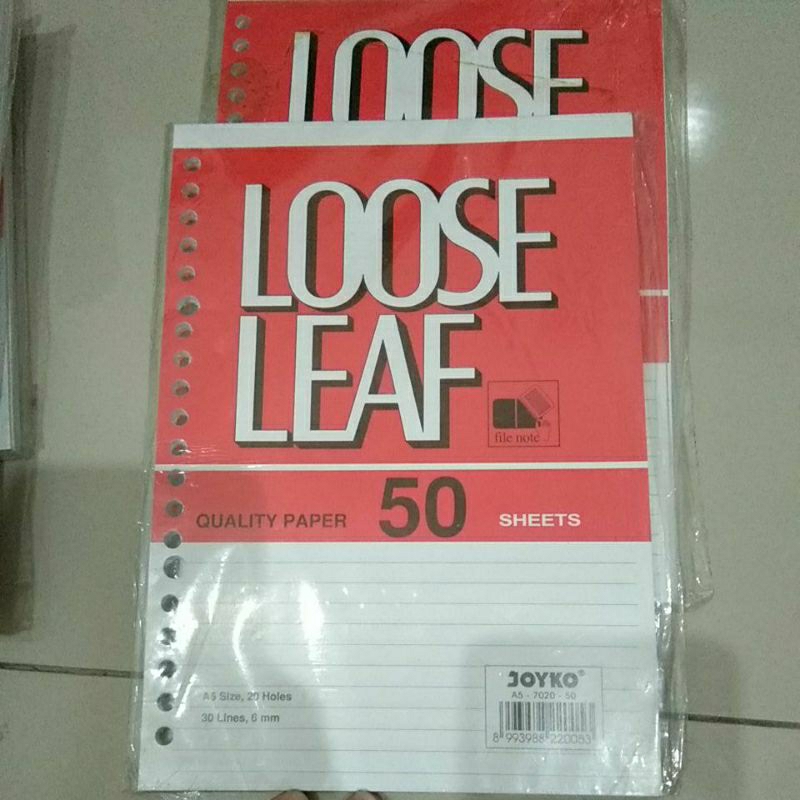 LOOSE
LOOSE
LEAF
file note
QUALITY PAPER 50 SHEETS
A5 Size, 20 Holes
30 Lines, 6 mm
JOYKO®
A5 - 7020 - 50
8 993988 220053